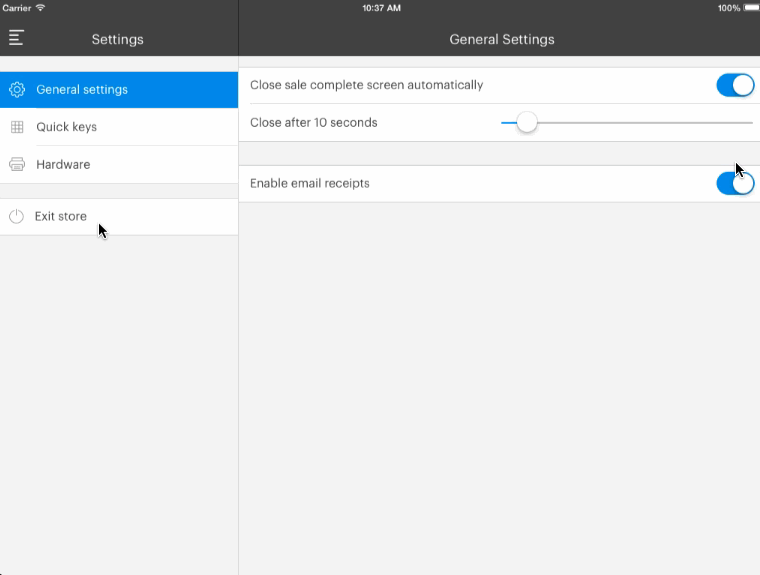 Carrier 10:37 AM 100%
Settings General Settings
General settings
Quick keys
Hardware
Exit store
Close sale complete screen automatically
Close after 10 seconds
Enable email receipts